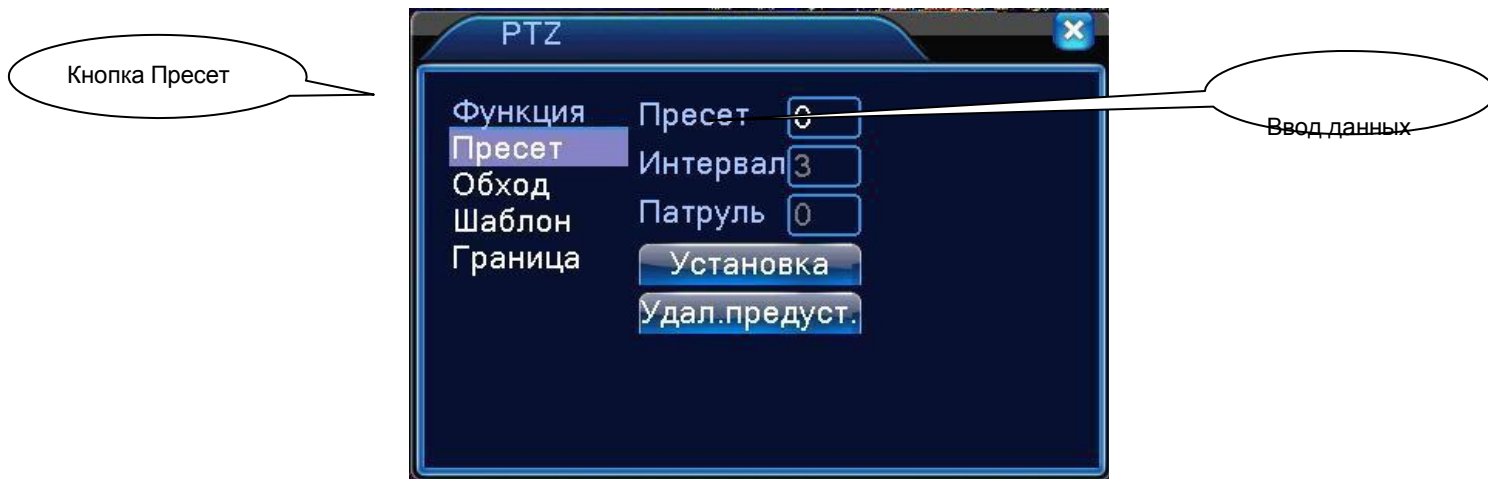 PTZ
Кнопка Пресет
Функция
Пресет
Обход
Шаблон
Граница
Пресет 0
Интервал 3
Патруль 0
Установка
Удал.предуст.
Ввод данных